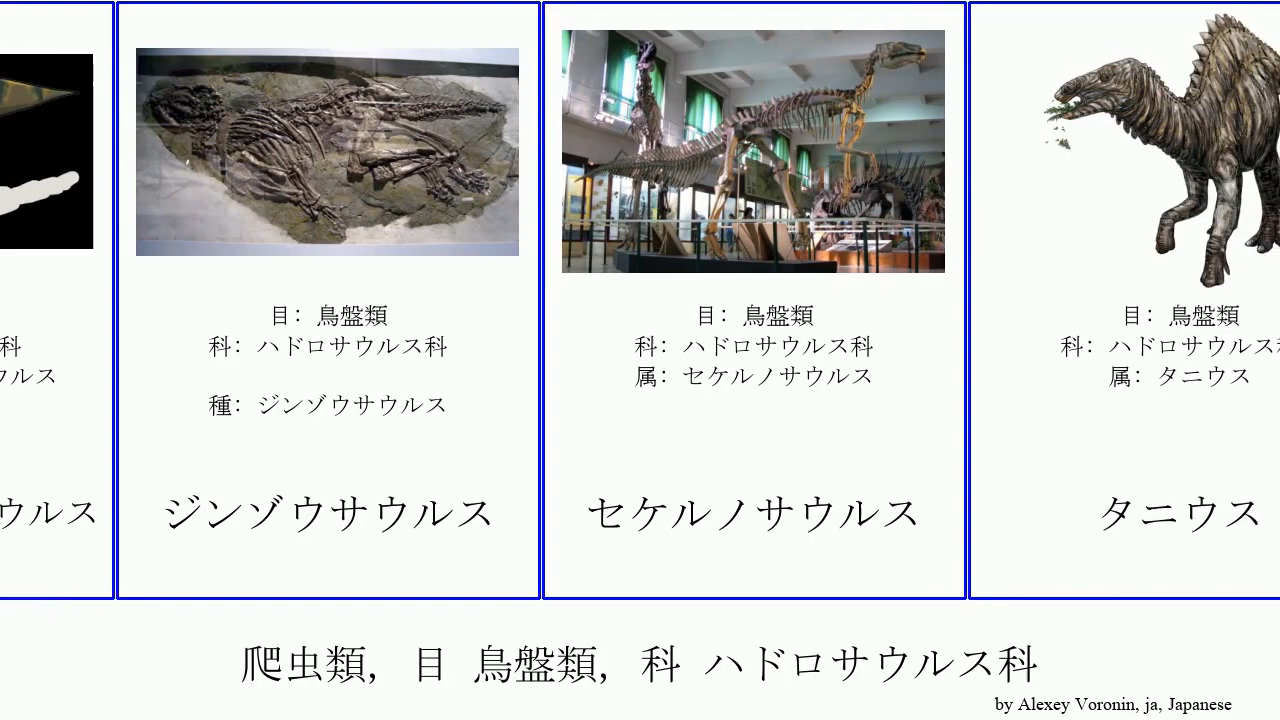 科
ウルス
ウルス
目: 鳥盤類
科: ハドロサウルス科
種: ジンゾウサウルス
ジンゾウサウルス
目: 鳥盤類
科: ハドロサウルス科
属: セケルノサウルス
セケルノサウルス
目: 鳥盤類
科: ハドロサウルス科
属: タニウス
タニウス
爬虫類, 目 鳥盤類, 科 ハドロサウルス科
by Alexey Voronin, ja, Japanese